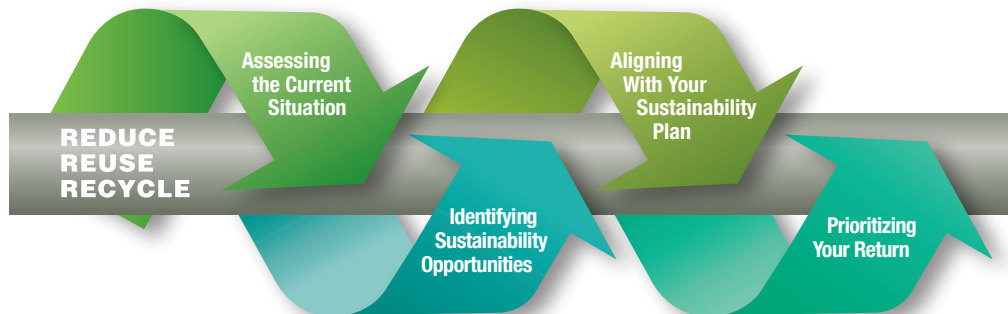 REDUCE
REUSE
RECYCLE
Assessing
the Current
Situation
Identifying
Sustainability
Opportunities
Aligning
With Your
Sustainability
Plan
Prioritizing
Your Return